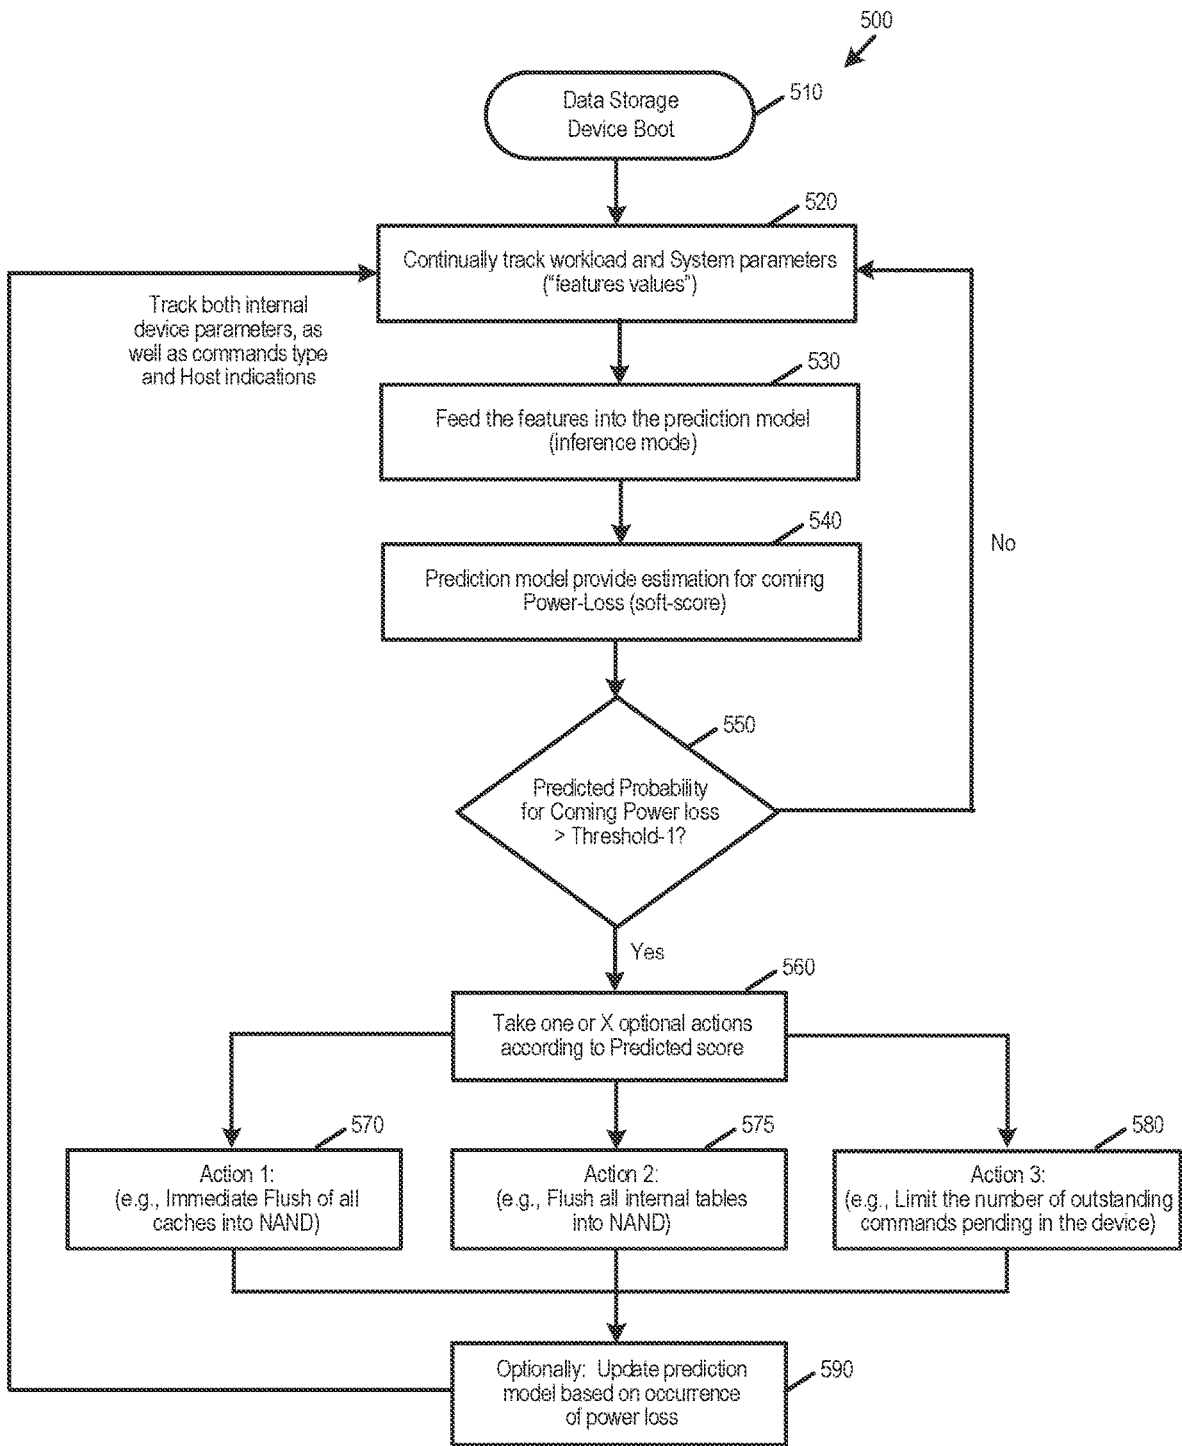 500
Data Storage
Device Boot
510
520
Continually track workload and System parameters
("features values")
Track both internal
device parameters, as
well as commands type
and Host indications
530
Feed the features into the prediction model
(inference mode)
540
Prediction model provide estimation for coming
Power-Loss (soft-score)
No
550
Predicted Probability
for Coming Power loss
> Threshold-1?
Yes
560
Take one or X optional actions
according to Predicted score
570
Action 1:
(e.g., Immediate Flush of all
caches into NAND)
575
Action 2:
(e.g., Flush all internal tables
into NAND)
580
Action 3:
(e.g., Limit the number of outstanding
commands pending in the device)
Optionally: Update prediction
model based on occurrence
of power loss
590